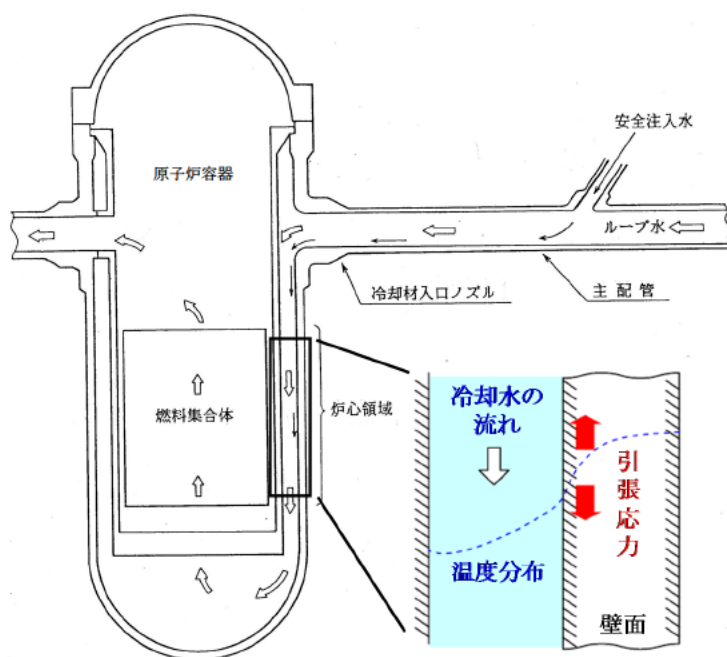 安全注入水
原子炉容器
ループ水
冷却材入口ノズル
主配管
炉心領域
燃料集合体
冷却水の
流れ
引張応力
温度分布
壁面